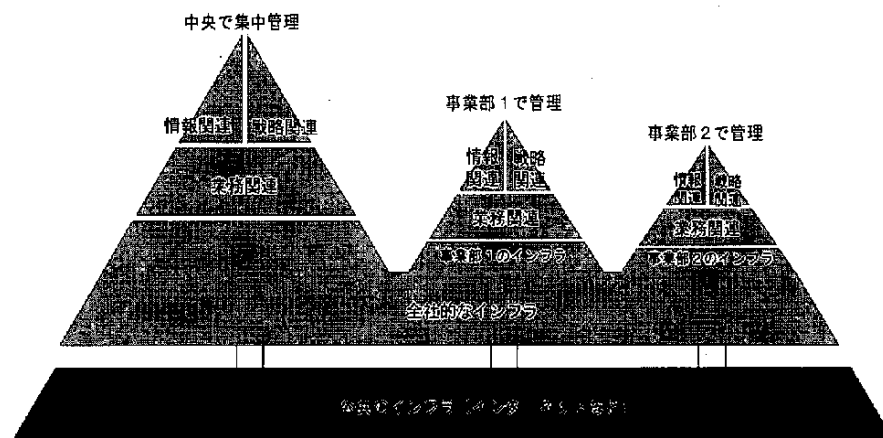 中央で集中管理
情報関連
戦略関連
業務関連
事業部1で管理
情報
関連
戦略
関連
業務関連
事業部1のインフラ
事業部2で管理
情報
関連
戦略
関連
業務関連
事業部2のインフラ
全社的なインフラ